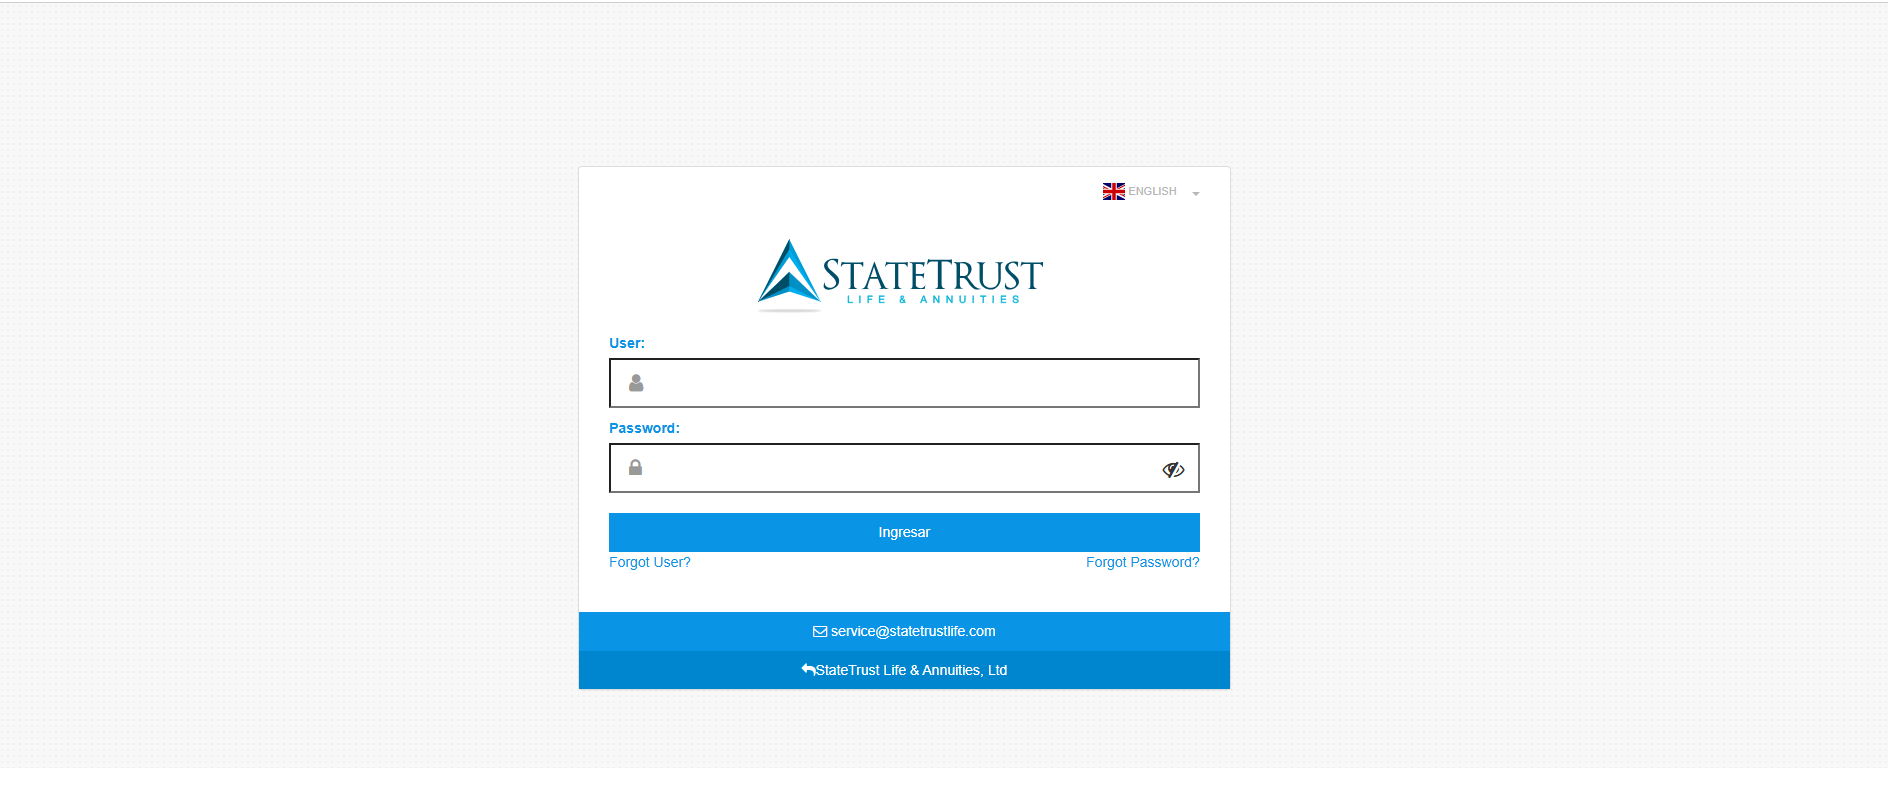 ENGLISH
STATETRUST
LIFE & ANNUITIES
User:
Password:
Ingresar
Forgot User?
Forgot Password?
service@statetrustlife.com
StateTrust Life & Annuities, Ltd